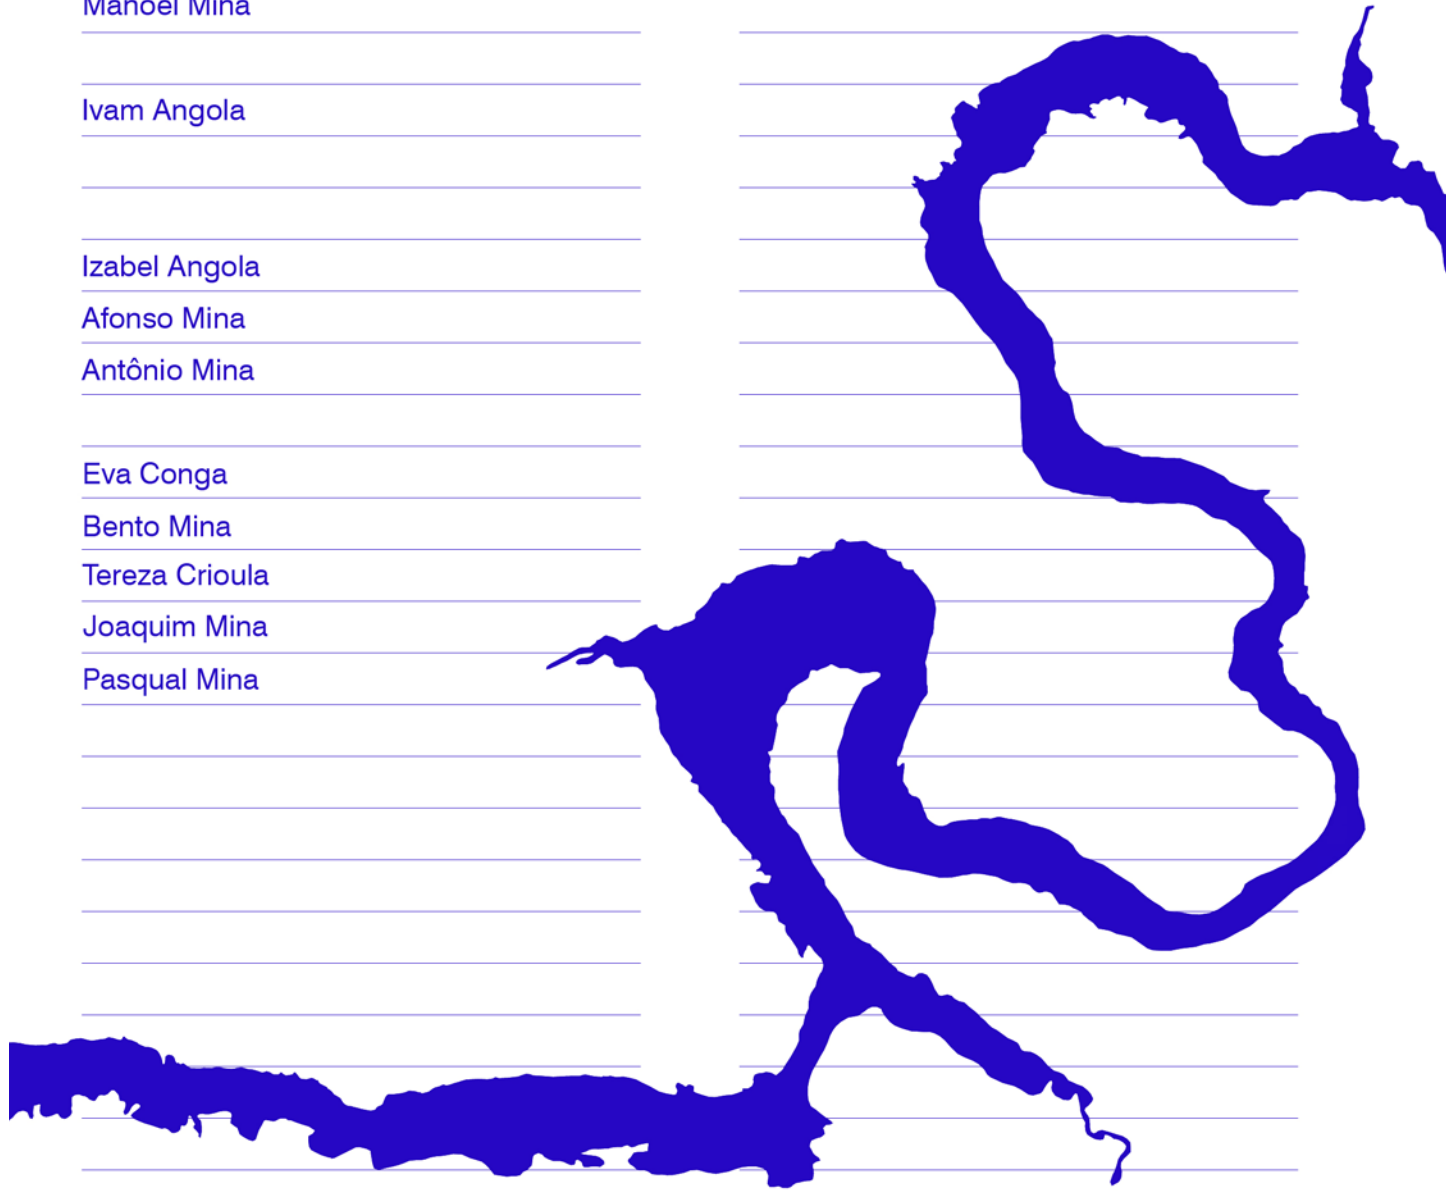 Manoel Mina
Ivam Angola
Izabel Angola
Afonso Mina
Antônio Mina
Eva Conga
Bento Mina
Tereza Crioula
Joaquim Mina
Pasqual Mina